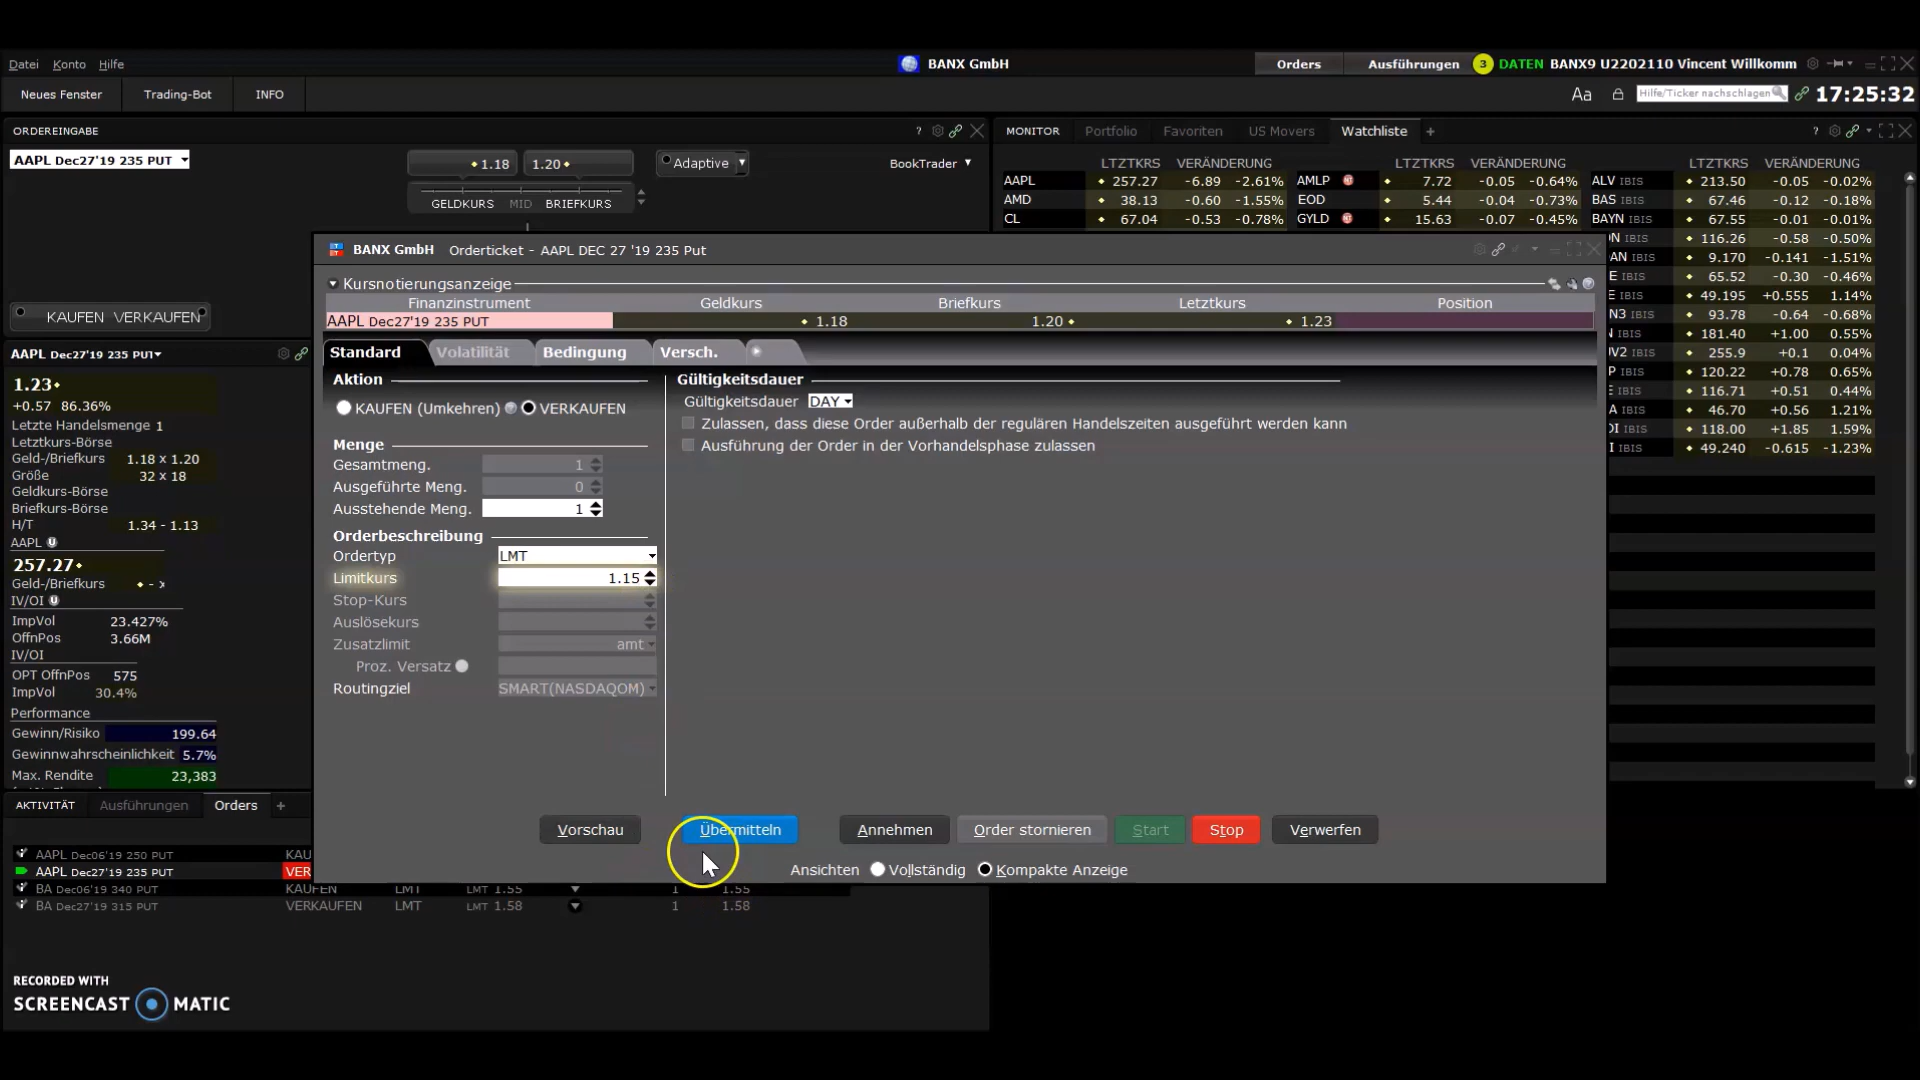 Datei Konto Hilfe
BANX GmbH
Orders Ausführungen 3 DATEN BANX9 U2202110 Vincent Willkomm
Neues Fenster Trading-Bot INFO
Aa Hilfe/Ticker nachschlagen 17:25:32
ORDEREINGABE ?
AAPL Dec27'19 235 PUT
1.18 1.20 Adaptive BookTrader
GELDKURS MID BRIEFKURS
KAUFEN VERKAUFEN
MONITOR Portfolio Favoriten US Movers Watchliste + ?
LTZTKRS VERÄNDERUNG LTZTKRS VERÄNDERUNG LTZTKRS VERÄNDERUNG
AAPL 257.27 -6.89 -2.61% AMLP 7.72 -0.05 -0.64% ALV IBIS 213.50 -0.05 -0.02%
AMD 38.13 -0.60 -1.55% EOD 5.44 -0.04 -0.73% BAS IBIS 67.46 -0.12 -0.18%
CL 67.04 -0.53 -0.78% GYLD 15.63 -0.07 -0.45% BAYN IBIS 67.55 -0.01 -0.01%
N IBIS 116.26 -0.58 -0.50%
AN IBIS 9.170 -0.141 -1.51%
E IBIS 65.52 -0.30 -0.46%
E IBIS 49.195 +0.555 1.14%
N3 IBIS 93.78 -0.64 -0.68%
N IBIS 181.40 +1.00 0.55%
V2 IBIS 255.9 +0.1 0.04%
P IBIS 120.22 +0.78 0.65%
E IBIS 116.71 +0.51 0.44%
A IBIS 46.70 +0.56 1.21%
I IBIS 118.00 +1.85 1.59%
I IBIS 49.240 -0.615 -1.23%
BANX GmbH Orderticket - AAPL DEC 27 '19 235 Put
Kursnotierungsanzeige
Finanzinstrument Geldkurs Briefkurs Letztkurs Position
AAPL Dec27'19 235 PUT 1.18 1.20 1.23
Standard Volatilität Bedingung Versch.
Aktion
KAUFEN (Umkehren) VERKAUFEN
Menge
Gesamtmeng. 1
Ausgeführte Meng. 0
Ausstehende Meng. 1
Orderbeschreibung
Ordertyp LMT
Limitkurs 1.15
Stop-Kurs
Auslösekurs
Zusatzlimit amt
Proz. Versatz
Routingziel SMART(NASDAQOM)
Gültigkeitsdauer
Gültigkeitsdauer DAY
Zulassen, dass diese Order außerhalb der regulären Handelszeiten ausgeführt werden kann
Ausführung der Order in der Vorhandelsphase zulassen
Vorschau Übermitteln Annehmen Order stornieren Start Stop Verwerfen
Ansichten Vollständig Kompakte Anzeige
AAPL Dec27'19 235 PUT
1.23
+0.57 86.36%
Letzte Handelsmenge 1
Letztkurs-Börse
Geld-/Briefkurs 1.18 x 1.20
Größe 32 x 18
Geldkurs-Börse
Briefkurs-Börse
H/T 1.34 - 1.13
AAPL U
257.27
Geld-/Briefkurs - x
IV/OI U
ImpVol 23.427%
OffnPos 3.66M
IV/OI
OPT OffnPos 575
ImpVol 30.4%
Performance
Gewinn/Risiko 199.64
Gewinnwahrscheinlichkeit 5.7%
Max. Rendite 23,383
AKTIVITÄT Ausführungen Orders +
AAPL Dec06'19 250 PUT KAU
AAPL Dec27'19 235 PUT VER
BA Dec06'19 340 PUT KAUFEN LMT LMT 1.55 1 1.55
BA Dec27'19 315 PUT VERKAUFEN LMT LMT 1.58 1 1.58
RECORDED WITH
SCREENCAST MATIC